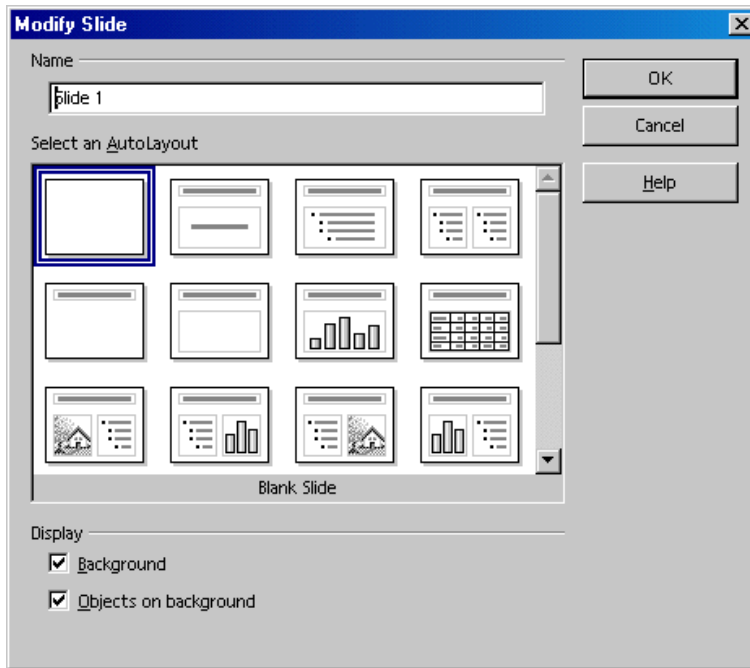 Modify Slide
Name
Slide 1
OK
Cancel
Select an AutoLayout
Help
Blank Slide
Display
Background
Objects on background